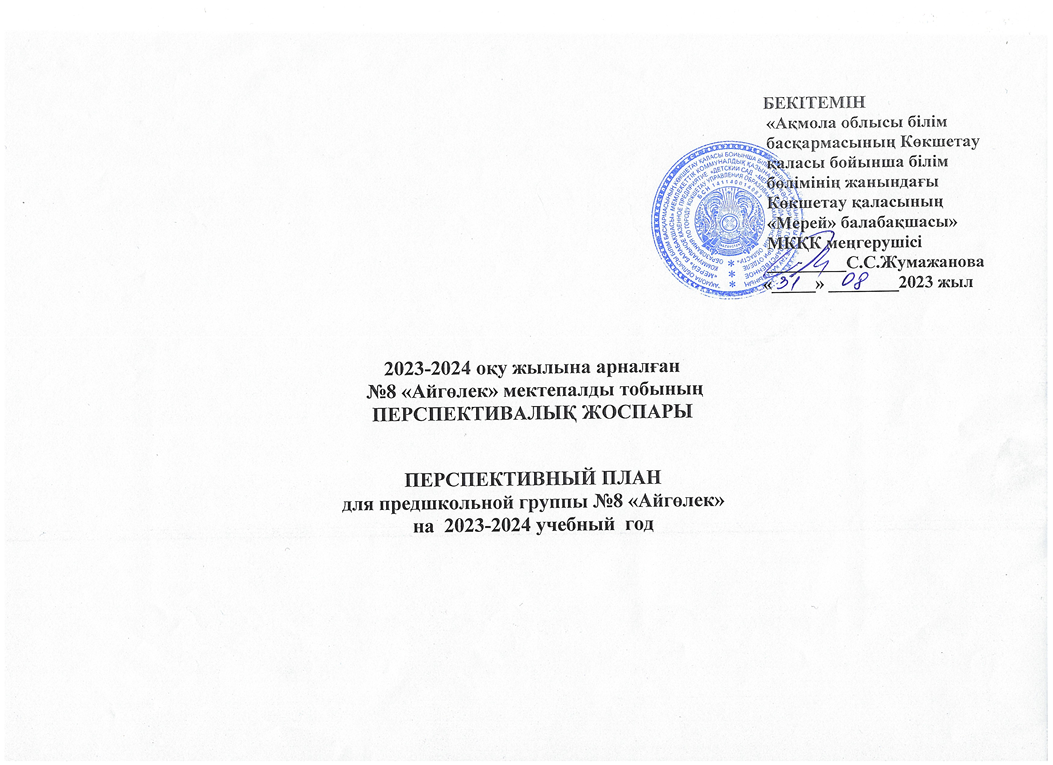 БЕКІТЕМІН
«Ақмола облысы білім
басқармасының Көкшетау
қаласы бойынша білім
бөлімінің жанындағы
Көкшетау қаласының
«Мерей» балабақшасы»
МКҚК меңгерушісі
__________С.С.Жумажанова
«31» 08 2023 жыл
2023-2024 оқу жылына арналған
№8 «Айгөлек» мектепалды тобының
ПЕРСПЕКТИВАЛЫҚ ЖОСПАРЫ
ПЕРСПЕКТИВНЫЙ ПЛАН
для предшкольной группы №8 «Айгөлек»
на 2023-2024 учебный год